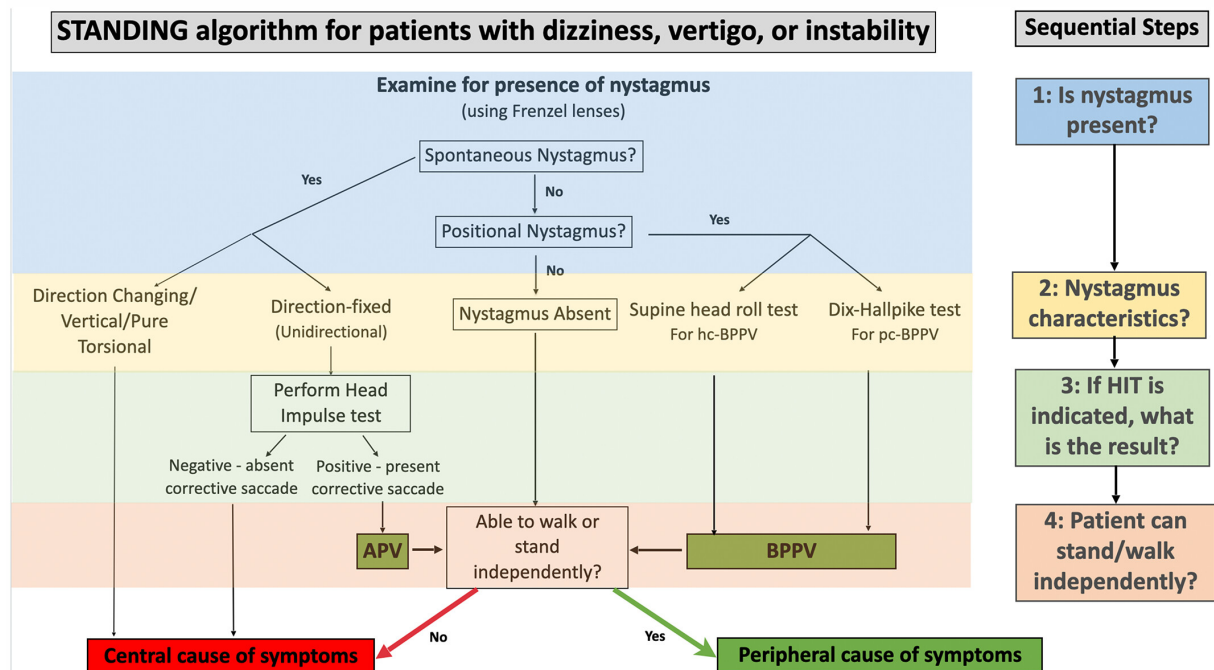 STANDING algorithm for patients with dizziness, vertigo, or instability
Sequential Steps
Examine for presence of nystagmus
(using Frenzel lenses)
Spontaneous Nystagmus?
Yes
No
Positional Nystagmus?
Yes
No
Direction Changing/
Vertical/Pure
Torsional
Direction-fixed
(Unidirectional)
Nystagmus Absent
Supine head roll test
For hc-BPPV
Dix-Hallpike test
For pc-BPPV
Perform Head
Impulse test
Negative - absent
corrective saccade
Positive - present
corrective saccade
APV
Able to walk or
stand
independently?
BPPV
No
Yes
Central cause of symptoms
Peripheral cause of symptoms
1: Is nystagmus
present?
2: Nystagmus
characteristics?
3: If HIT is
indicated, what
is the result?
4: Patient can
stand/walk
independently?